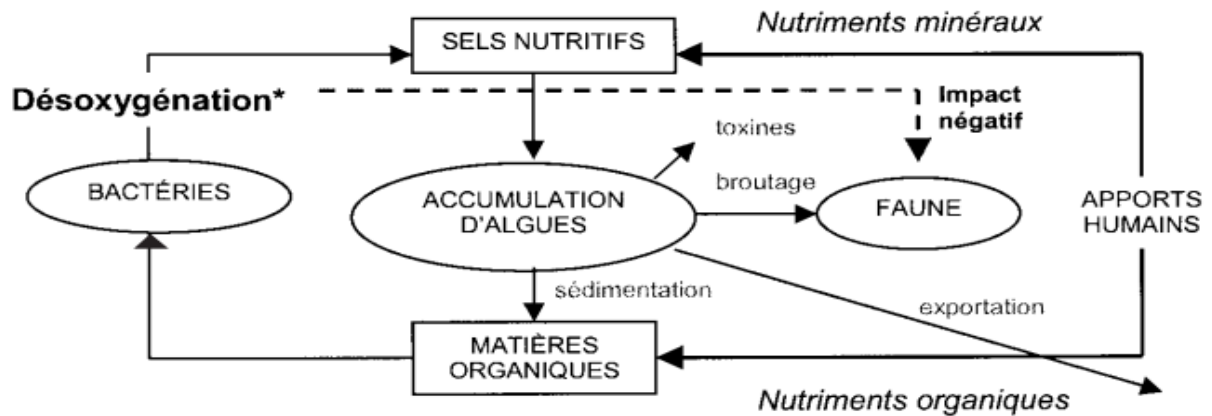 Nutriments minéraux
SELS NUTRITIFS
Désoxygénation*
Impact
négatif
toxines
BACTÉRIES
ACCUMULATION
D'ALGUES
broutage
FAUNE
APPORTS
HUMAINS
sédimentation
exportation
MATIÈRES
ORGANIQUES
Nutriments organiques